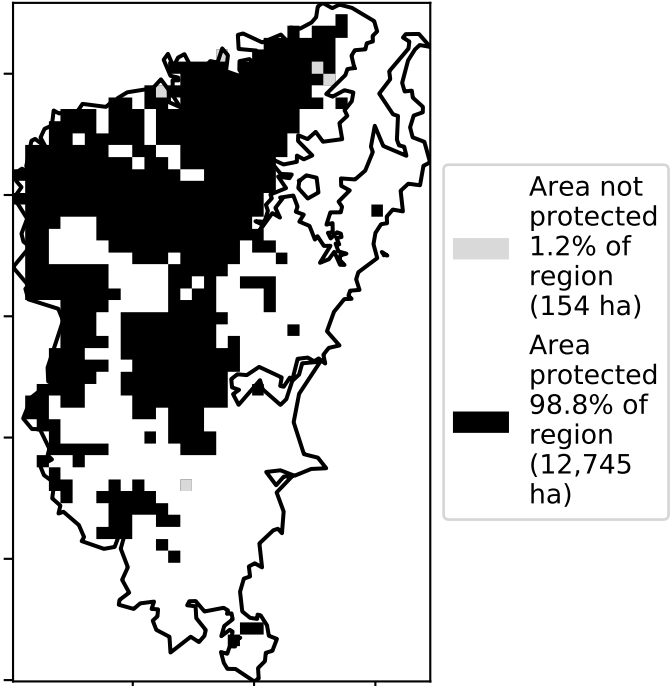 Area not
protected
1.2% of
region
(154 ha)
Area
protected
98.8% of
region
(12,745
ha)